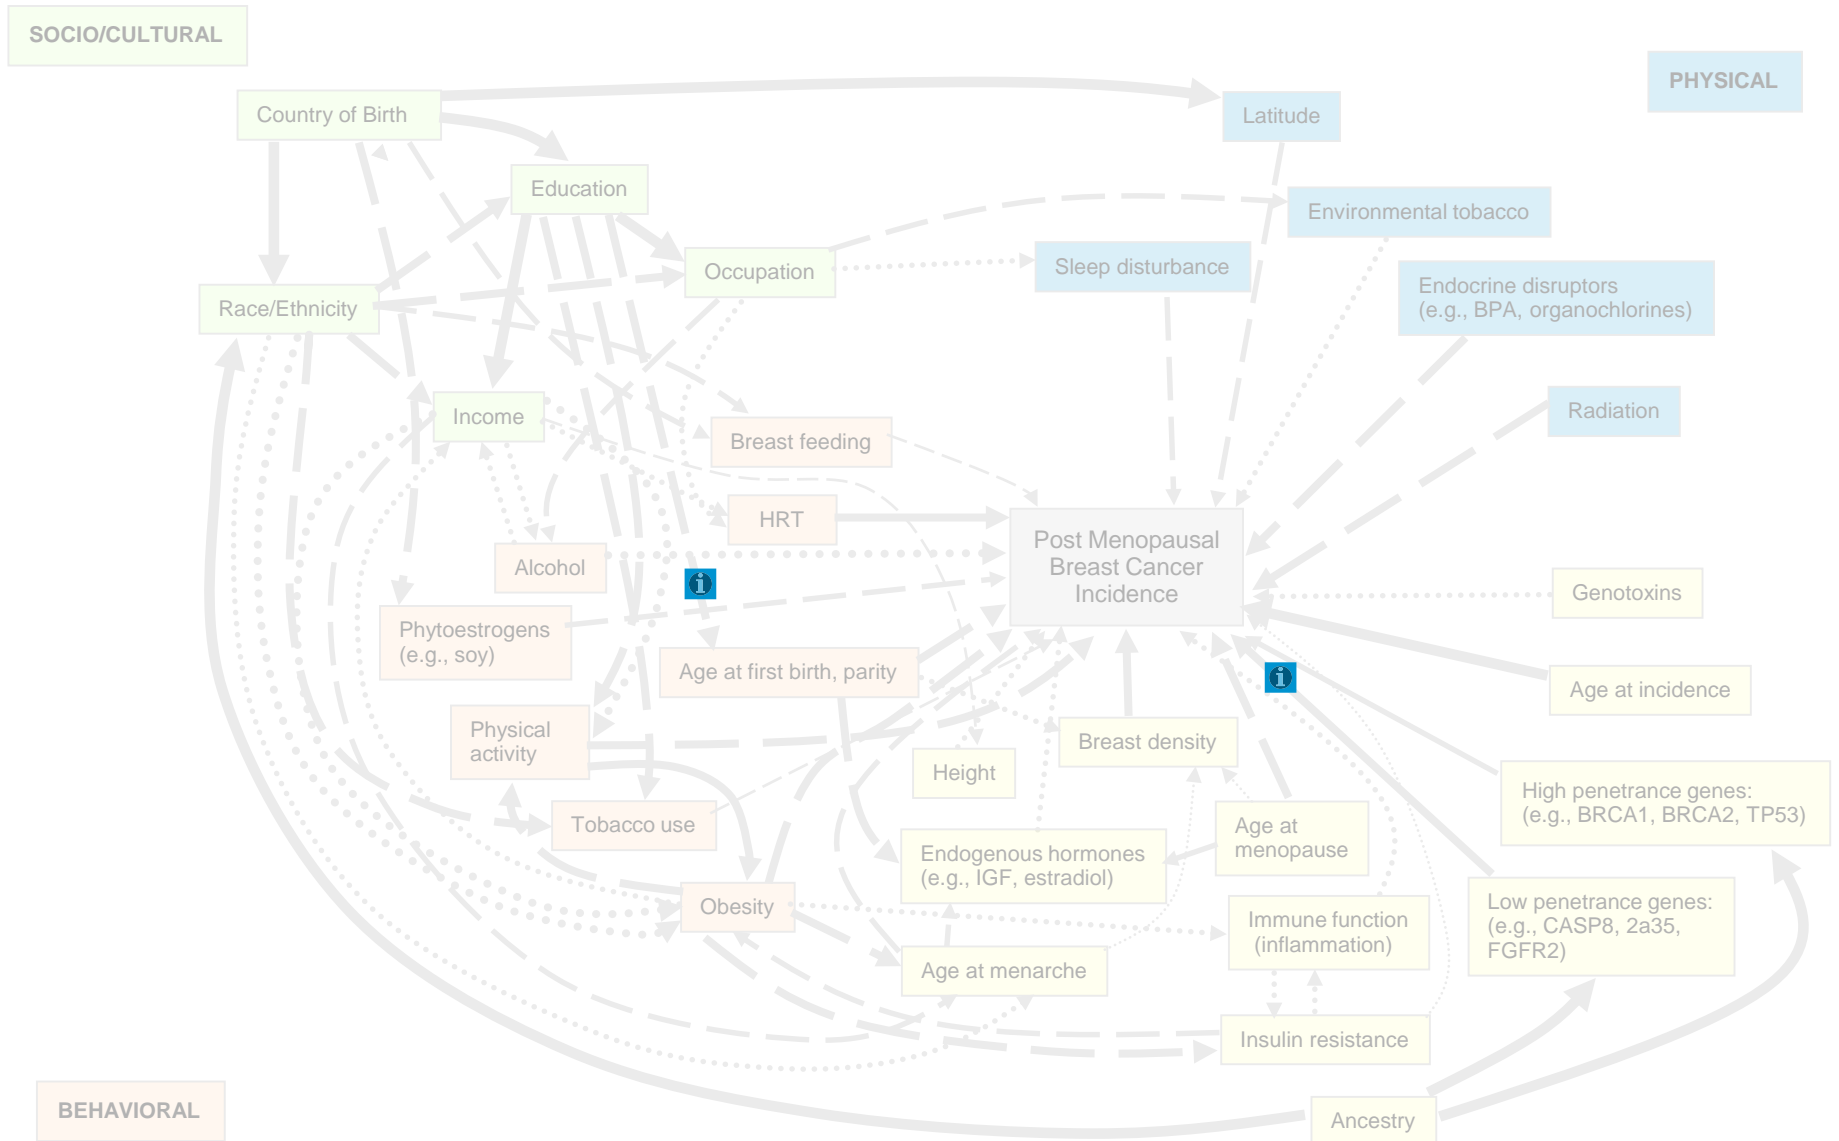 SOCIO/CULTURAL
PHYSICAL
Country of Birth
Latitude
Education
Environmental tobacco
Occupation
Sleep disturbance
Endocrine disruptors
(e.g., BPA, organochlorines)
Race/Ethnicity
Income
Breast feeding
Radiation
HRT
Post Menopausal
Breast Cancer
Incidence
Alcohol
i
Genotoxins
Phytoestrogens
(e.g., soy)
Age at first birth, parity
i
Age at incidence
Physical
activity
Breast density
Height
High penetrance genes:
(e.g., BRCA1, BRCA2, TP53)
Tobacco use
Age at
menopause
Endogenous hormones
(e.g., IGF, estradiol)
Obesity
Immune function
(inflammation)
Low penetrance genes:
(e.g., CASP8, 2a35,
FGFR2)
Age at menarche
Insulin resistance
BEHAVIORAL
Ancestry